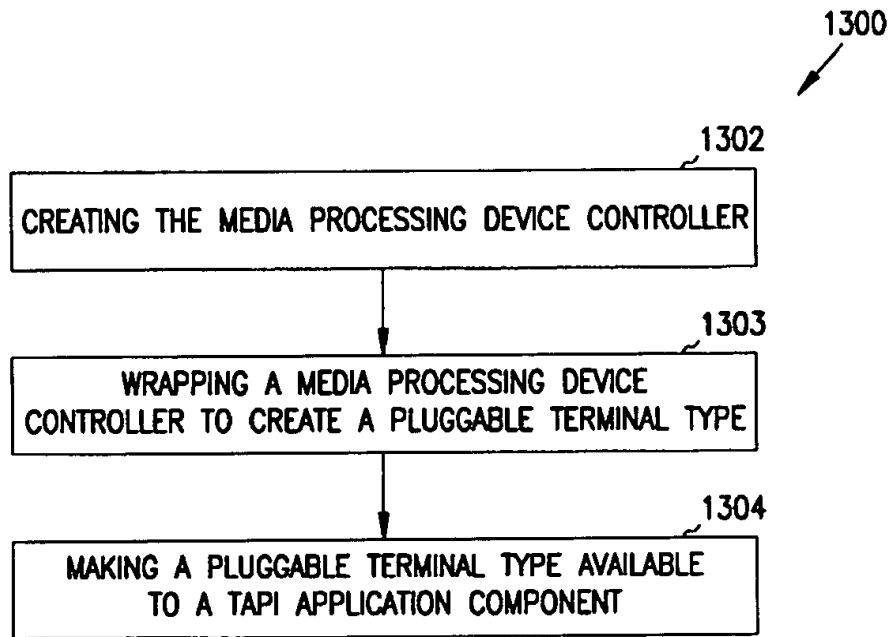 1300
1302
CREATING THE MEDIA PROCESSING DEVICE CONTROLLER
1303
WRAPPING A MEDIA PROCESSING DEVICE
CONTROLLER TO CREATE A PLUGGABLE TERMINAL TYPE
1304
MAKING A PLUGGABLE TERMINAL TYPE AVAILABLE
TO A TAPI APPLICATION COMPONENT